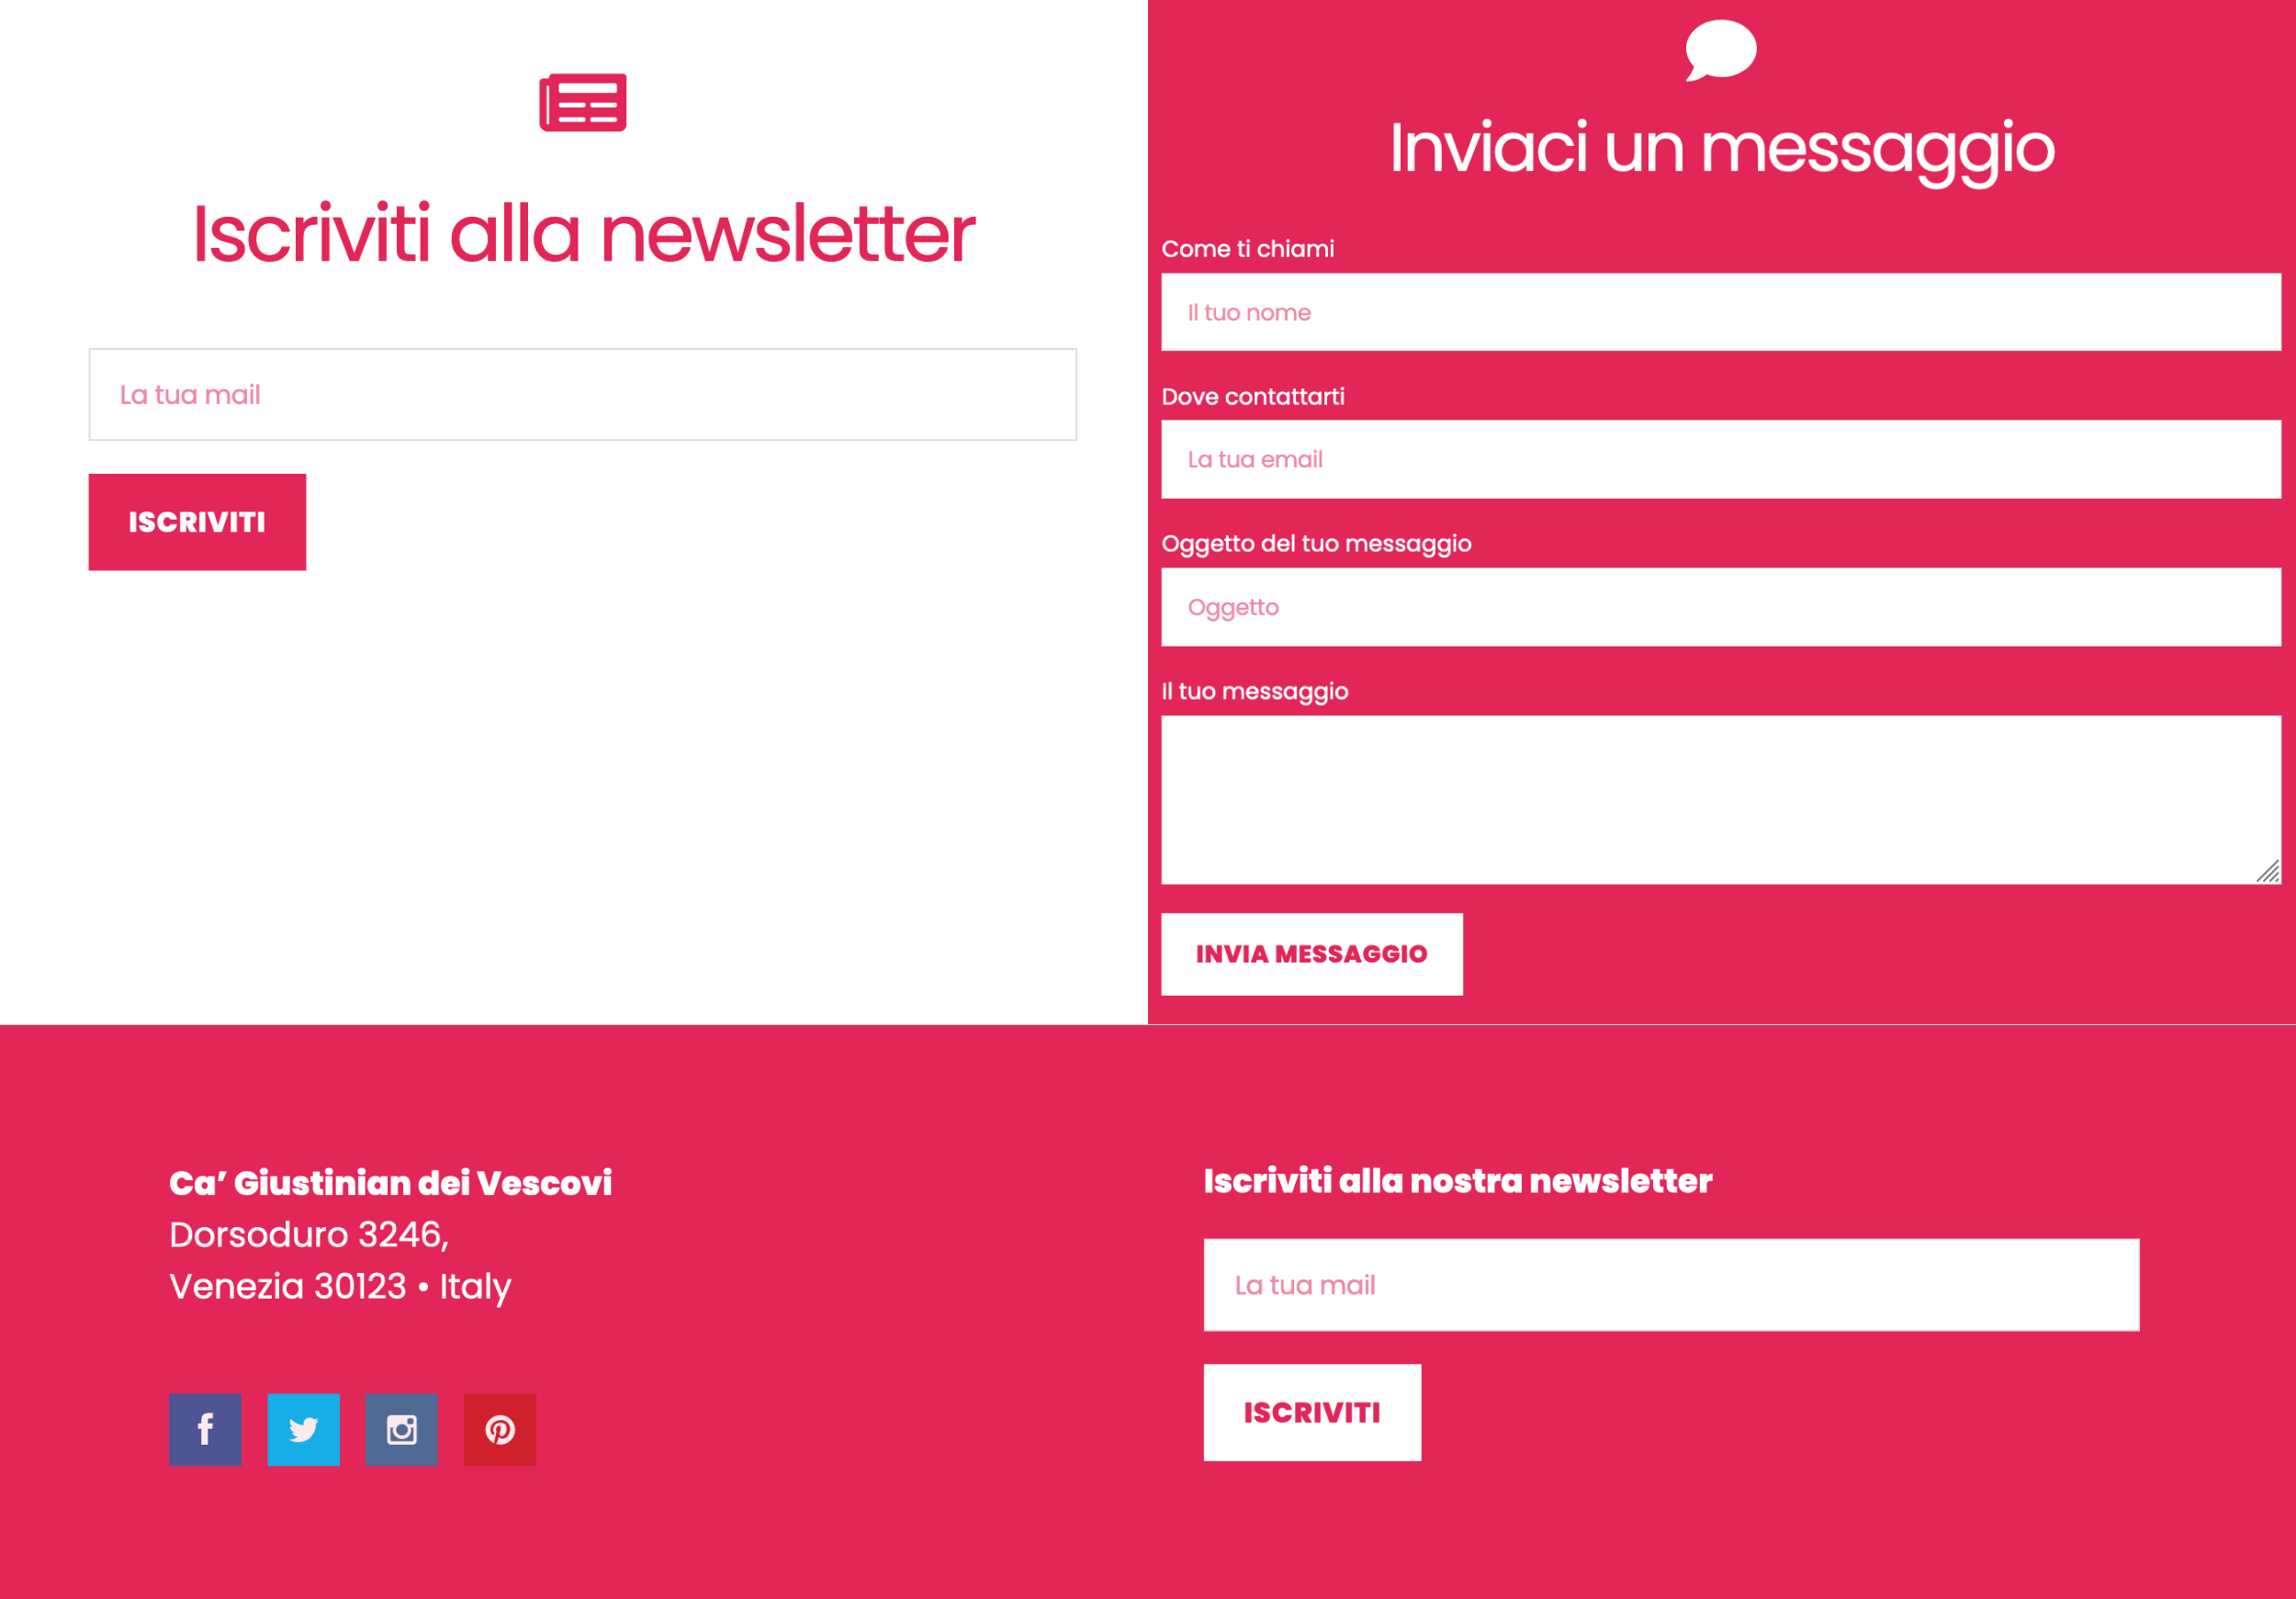 Iscriviti alla newsletter
La tua mail
ISCRIVITI
Inviaci un messaggio
Come ti chiami
Il tuo nome
Dove contattarti
La tua email
Oggetto del tuo messaggio
Oggetto
Il tuo messaggio
INVIA MESSAGGIO
Ca’ Giustinian dei Vescovi
Dorsoduro 3246,
Venezia 30123 • Italy
Iscriviti alla nostra newsletter
La tua mail
ISCRIVITI